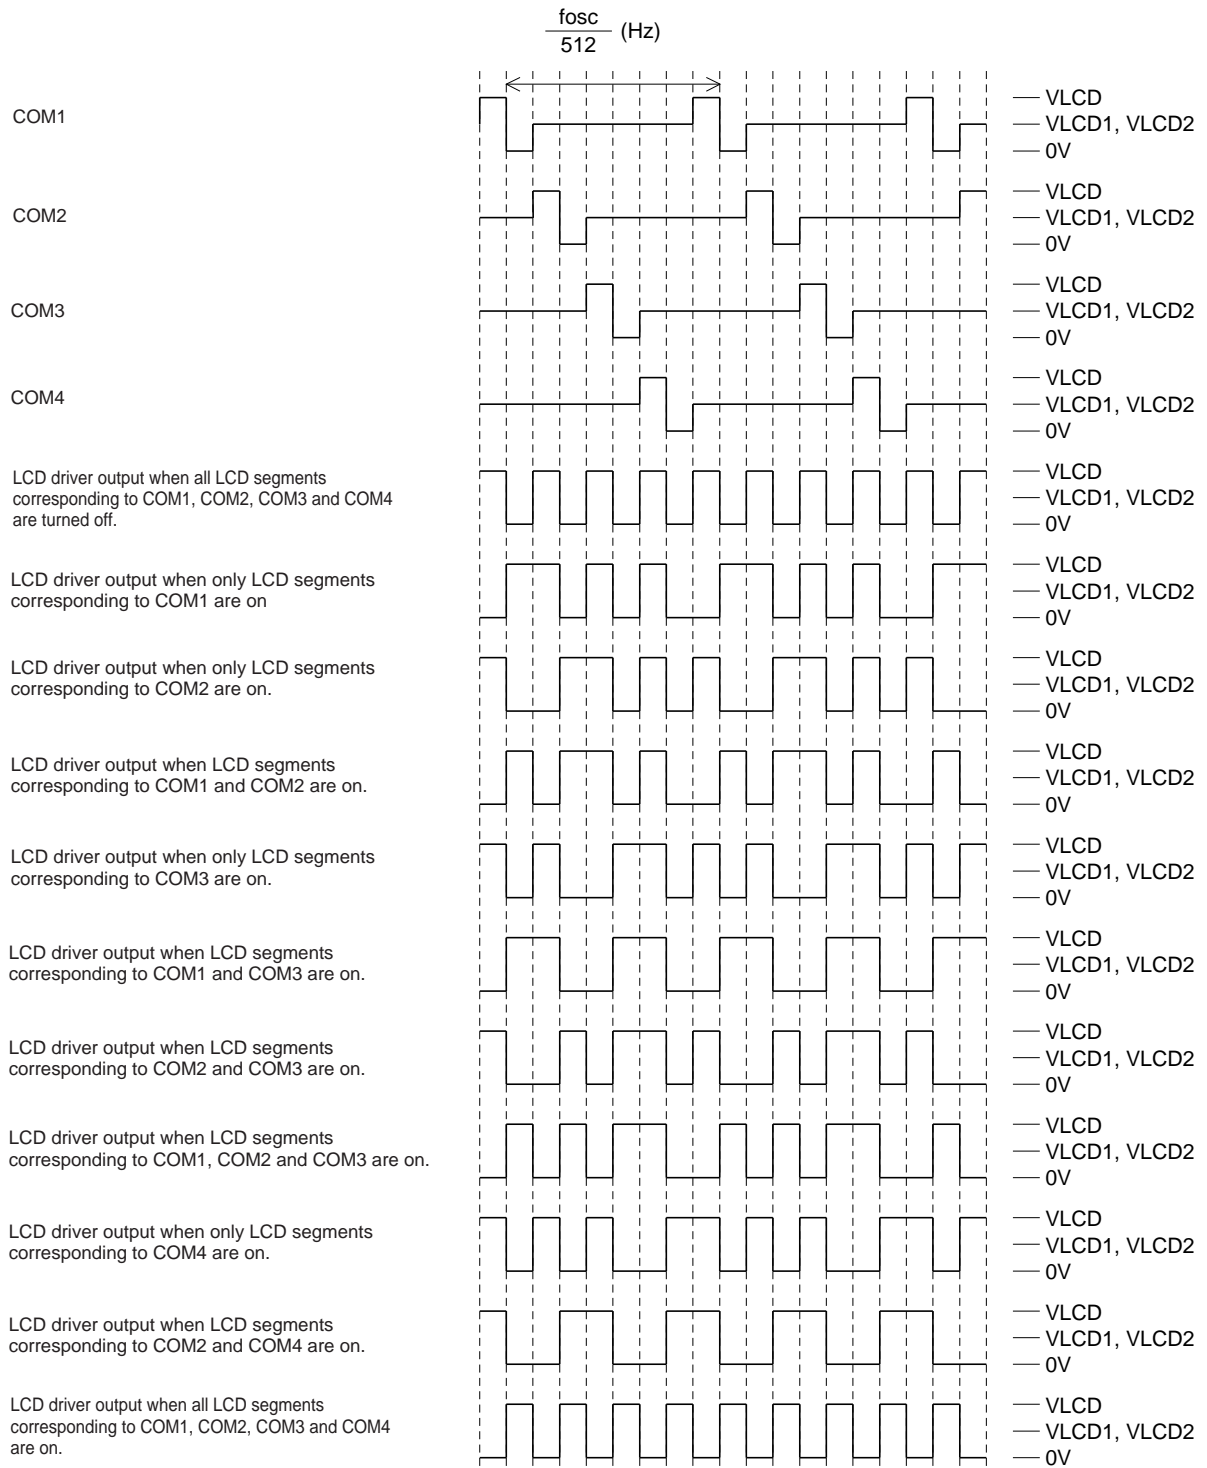 fosc
512
(Hz)
COM1
VLCD
VLCD1, VLCD2
0V
COM2
VLCD
VLCD1, VLCD2
0V
COM3
VLCD
VLCD1, VLCD2
0V
COM4
VLCD
VLCD1, VLCD2
0V
LCD driver output when all LCD segments
corresponding to COM1, COM2, COM3 and COM4
are turned off.
VLCD
VLCD1, VLCD2
0V
LCD driver output when only LCD segments
corresponding to COM1 are on
VLCD
VLCD1, VLCD2
0V
LCD driver output when only LCD segments
corresponding to COM2 are on.
VLCD
VLCD1, VLCD2
0V
LCD driver output when LCD segments
corresponding to COM1 and COM2 are on.
VLCD
VLCD1, VLCD2
0V
LCD driver output when only LCD segments
corresponding to COM3 are on.
VLCD
VLCD1, VLCD2
0V
LCD driver output when LCD segments
corresponding to COM1 and COM3 are on.
VLCD
VLCD1, VLCD2
0V
LCD driver output when LCD segments
corresponding to COM2 and COM3 are on.
VLCD
VLCD1, VLCD2
0V
LCD driver output when LCD segments
corresponding to COM1, COM2 and COM3 are on.
VLCD
VLCD1, VLCD2
0V
LCD driver output when only LCD segments
corresponding to COM4 are on.
VLCD
VLCD1, VLCD2
0V
LCD driver output when LCD segments
corresponding to COM2 and COM4 are on.
VLCD
VLCD1, VLCD2
0V
LCD driver output when all LCD segments
corresponding to COM1, COM2, COM3 and COM4
are on.
VLCD
VLCD1, VLCD2
0V